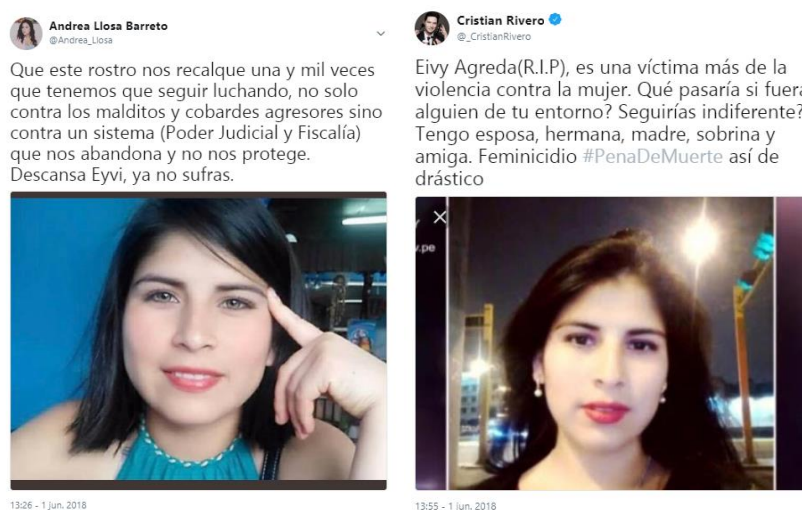 Andrea Llosa Barreto
@Andrea_Llosa
Que este rostro nos recalque una y mil veces
que tenemos que seguir luchando, no solo
contra los malditos y cobardes agresores sino
contra un sistema (Poder Judicial y Fiscalía)
que nos abandona y no nos protege.
Descansa Eyvi, ya no sufras.
13:26 - 1 jun. 2018
Cristian Rivero
@_CristianRivero
Eivy Agreda(R.I.P), es una víctima más de la
violencia contra la mujer. Qué pasaría si fuera
alguien de tu entorno? Seguirías indiferente?
Tengo esposa, hermana, madre, sobrina y
amiga. Feminicidio #PenaDeMuerte así de
drástico
.pe
13:55 - 1 jun. 2018